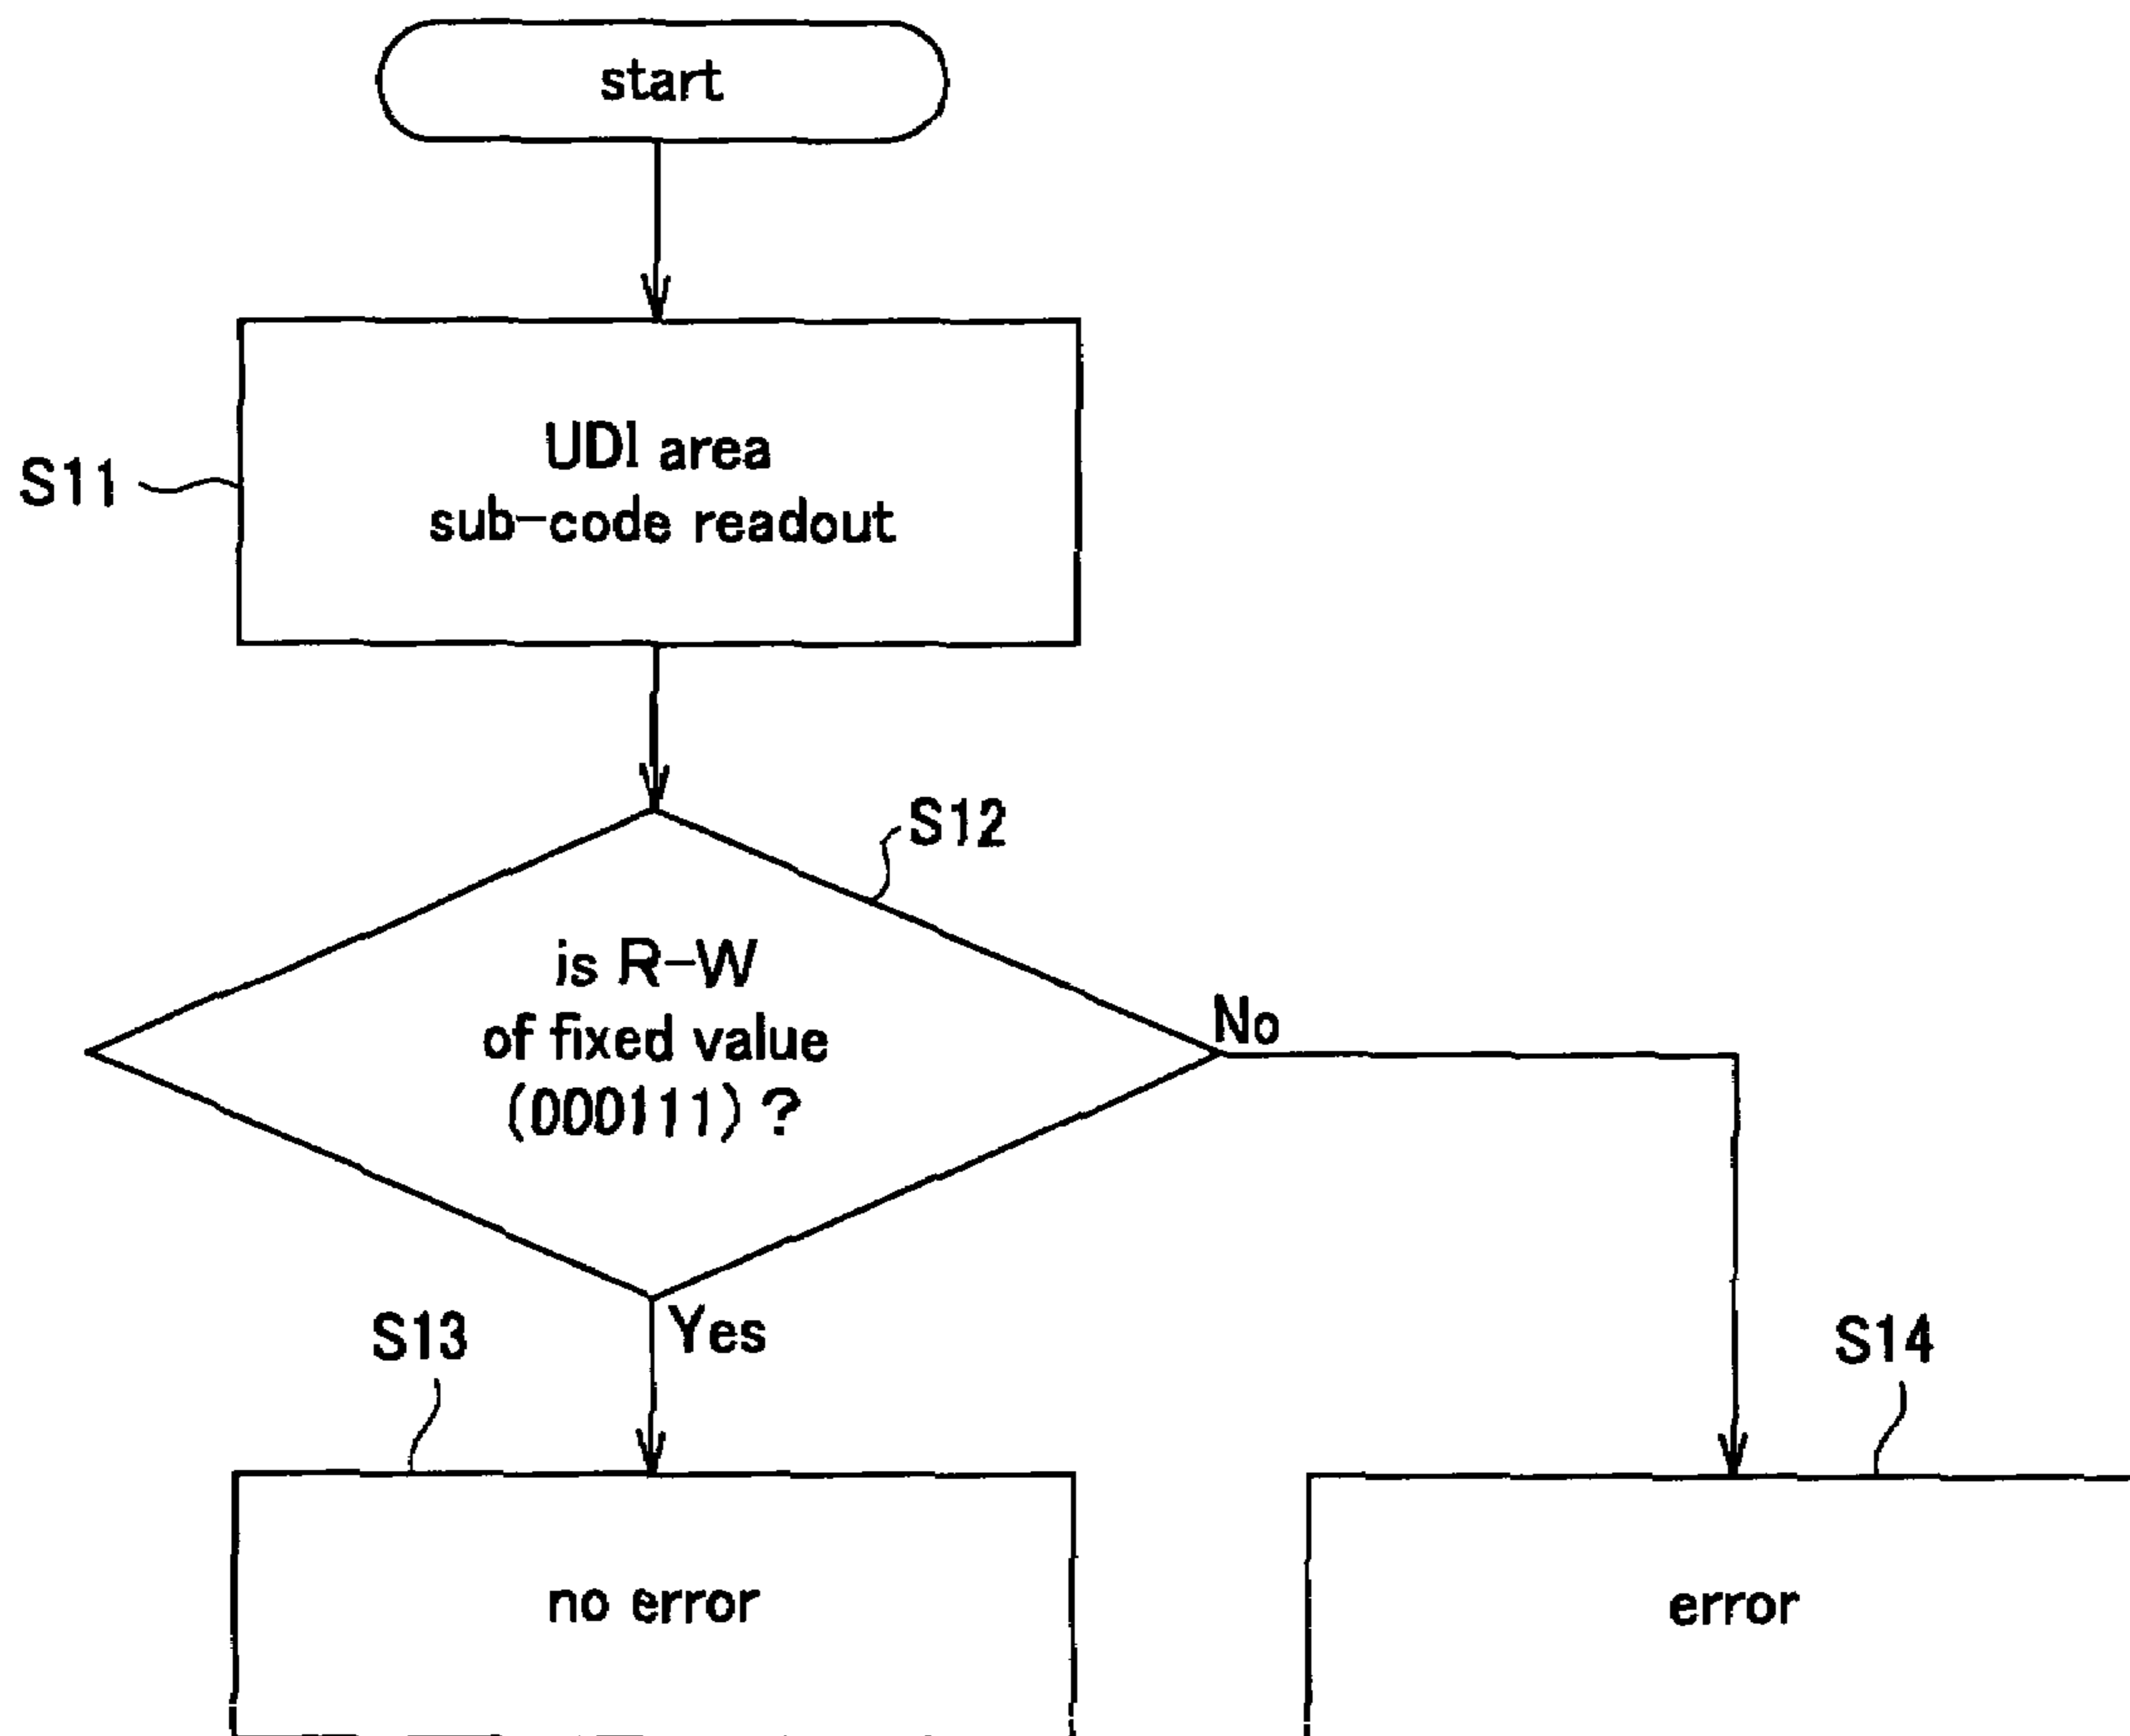 start
S11
UDI area
sub-code readout
S12
is R-W
of fixed value
(000111) ?
No
Yes
S13
S14
no error
error